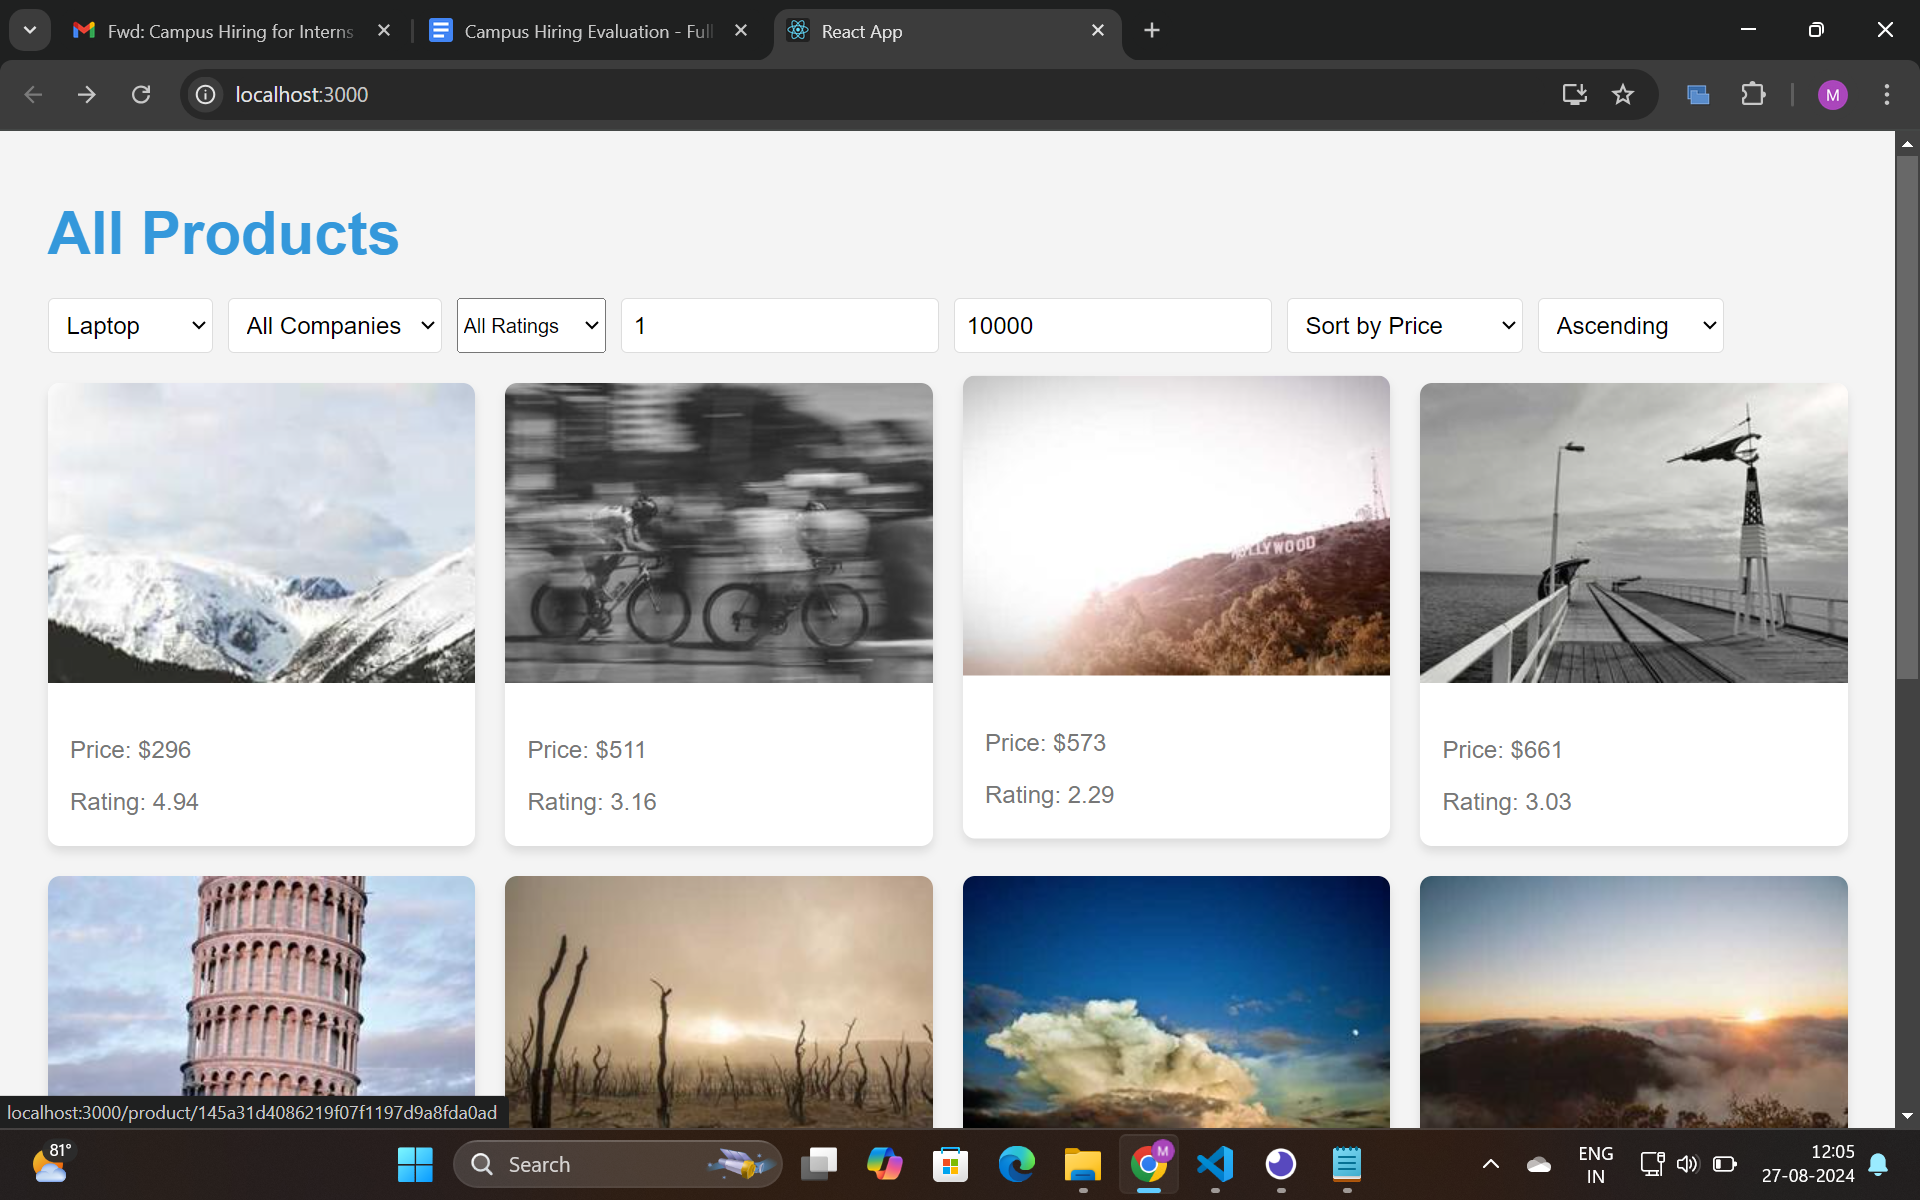 Fwd: Campus Hiring for Interns
Campus Hiring Evaluation - Full
React App
localhost:3000
M
All Products
Laptop All Companies All Ratings 1 10000 Sort by Price Ascending
HOLLYWOOD
Price: $296
Rating: 4.94
Price: $511
Rating: 3.16
Price: $573
Rating: 2.29
Price: $661
Rating: 3.03
localhost:3000/product/145a31d4086219f07f1197d9a8fda0ad
81°
Search
M
ENG
IN
12:05
27-08-2024